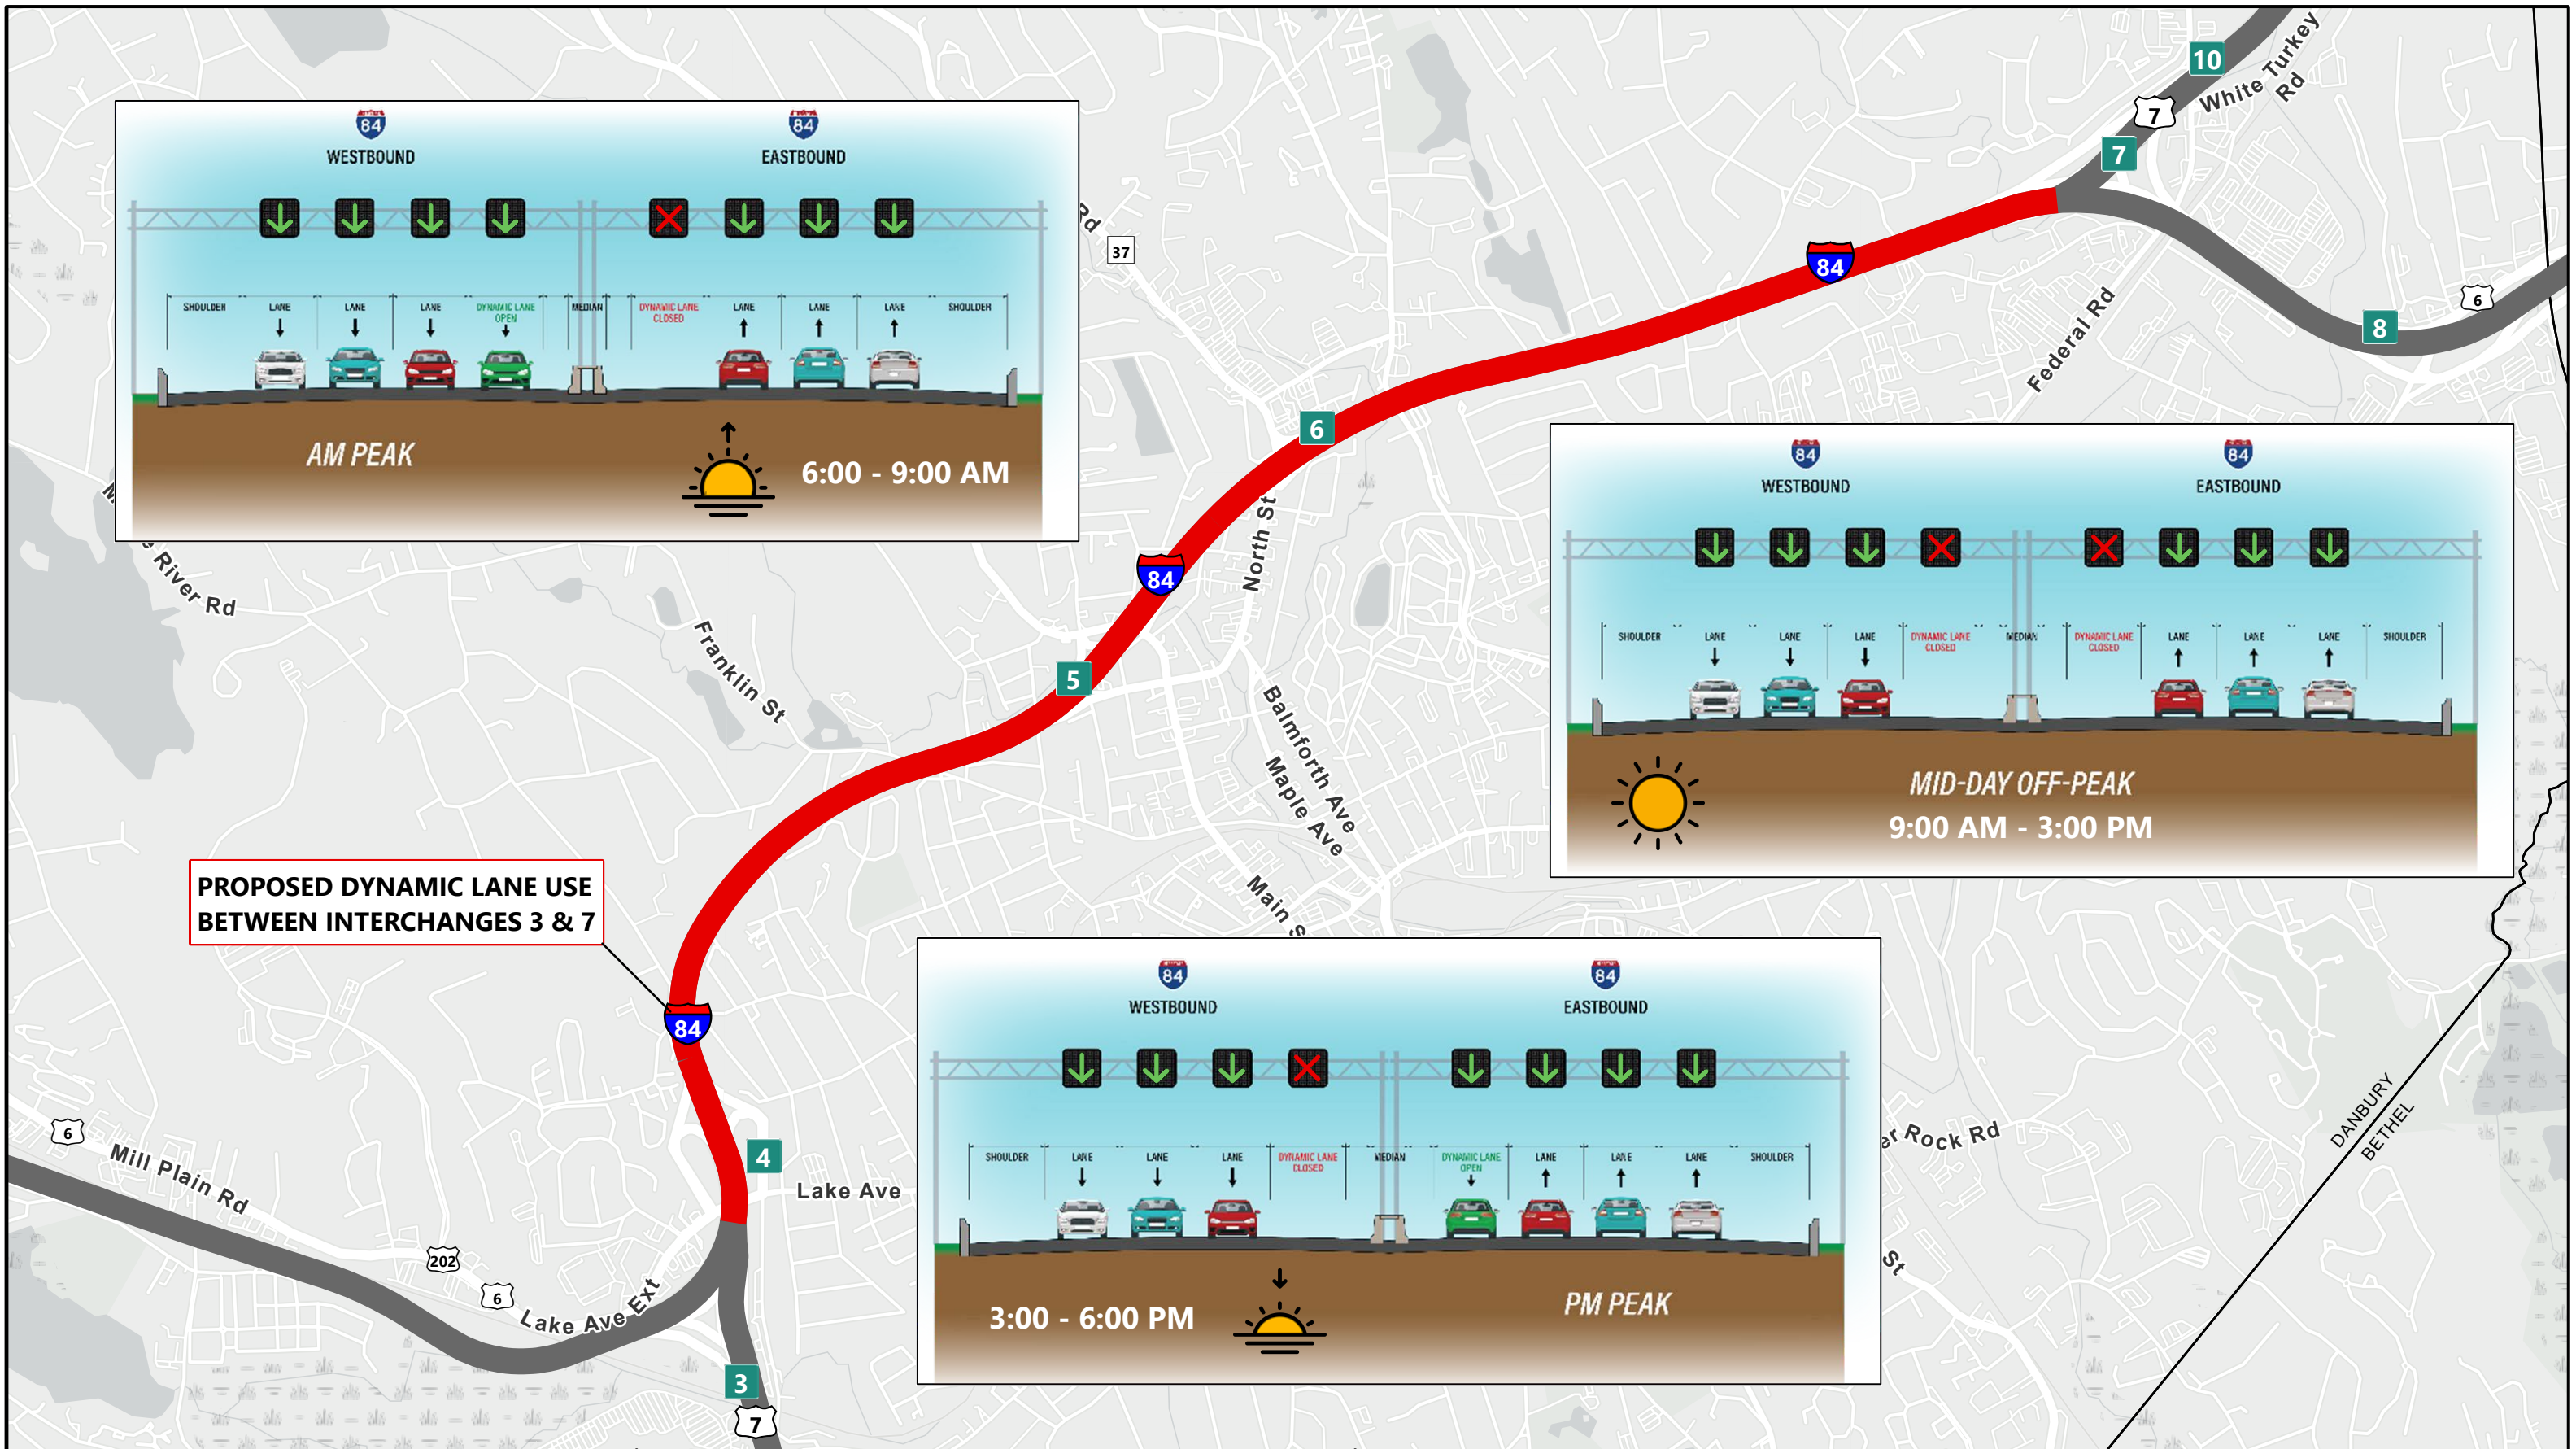 10
White Turkey
Rd
7
7
84
WESTBOUND
84
EASTBOUND
SHOULDER
LANE
LANE
LANE
DYNAMIC LANE
OPEN
MEDIAN
DYNAMIC LANE
CLOSED
LANE
LANE
LANE
SHOULDER
AM PEAK
6:00 - 9:00 AM
Rd
37
84
6
8
Federal Rd
6
North St
84
WESTBOUND
84
EASTBOUND
SHOULDER
LANE
LANE
LANE
DYNAMIC LANE
CLOSED
MEDIAN
DYNAMIC LANE
CLOSED
LANE
LANE
LANE
SHOULDER
MID-DAY OFF-PEAK
9:00 AM - 3:00 PM
River Rd
84
Franklin St
5
Balmforth Ave
Maple Ave
Main S
PROPOSED DYNAMIC LANE USE
BETWEEN INTERCHANGES 3 & 7
84
84
WESTBOUND
84
EASTBOUND
SHOULDER
LANE
LANE
LANE
DYNAMIC LANE
CLOSED
MEDIAN
DYNAMIC LANE
OPEN
LANE
LANE
LANE
SHOULDER
3:00 - 6:00 PM
PM PEAK
6
Mill Plain Rd
4
Lake Ave
er Rock Rd
St
DANBURY
BETHEL
202
6
Lake Ave Ext
3
7